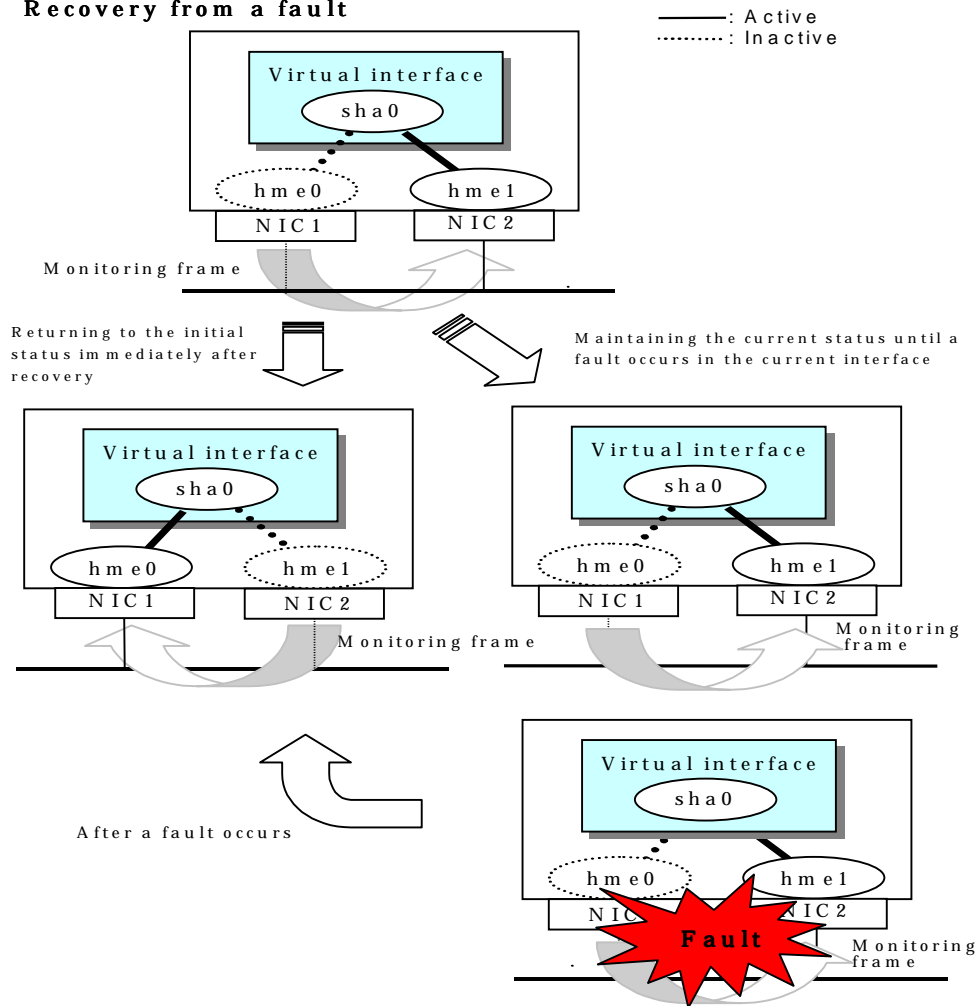 Recovery from a fault
: Active
: Inactive
Virtual interface
sha0
hme0
hme1
NIC1
NIC2
Monitoring frame
Returning to the initial
status immediately after
recovery
Maintaining the current status until a
fault occurs in the current interface
Virtual interface
sha0
hme0
hme1
NIC1
NIC2
Monitoring frame
Virtual interface
sha0
hme0
hme1
NIC1
NIC2
Monitoring
frame
After a fault occurs
Virtual interface
sha0
hme0
hme1
NIC
NIC2
Fault
Monitoring
frame